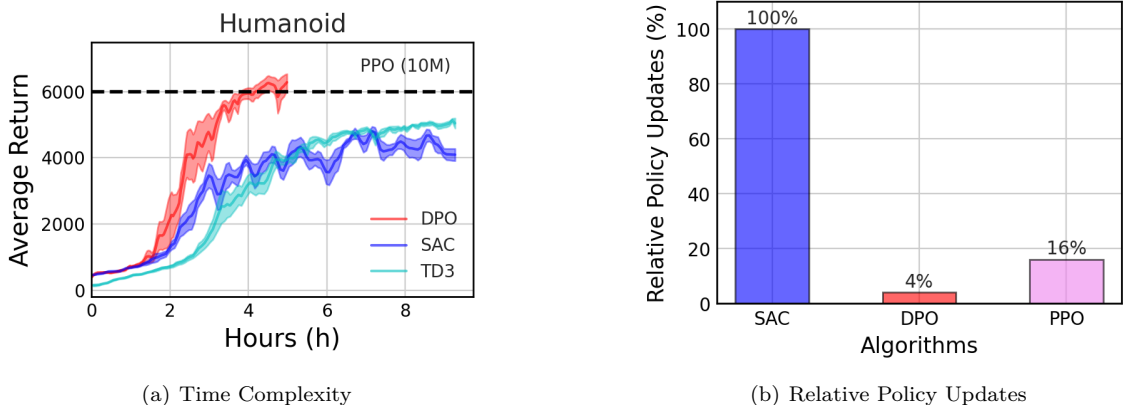 Humanoid
Average Return
6000
4000
2000
0
PPO (10M)
DPO
SAC
TD3
0 2 4 6 8
Hours (h)
(a) Time Complexity
Relative Policy Updates (%)
100
80
60
40
20
0
100%
4%
16%
SAC DPO PPO
Algorithms
(b) Relative Policy Updates